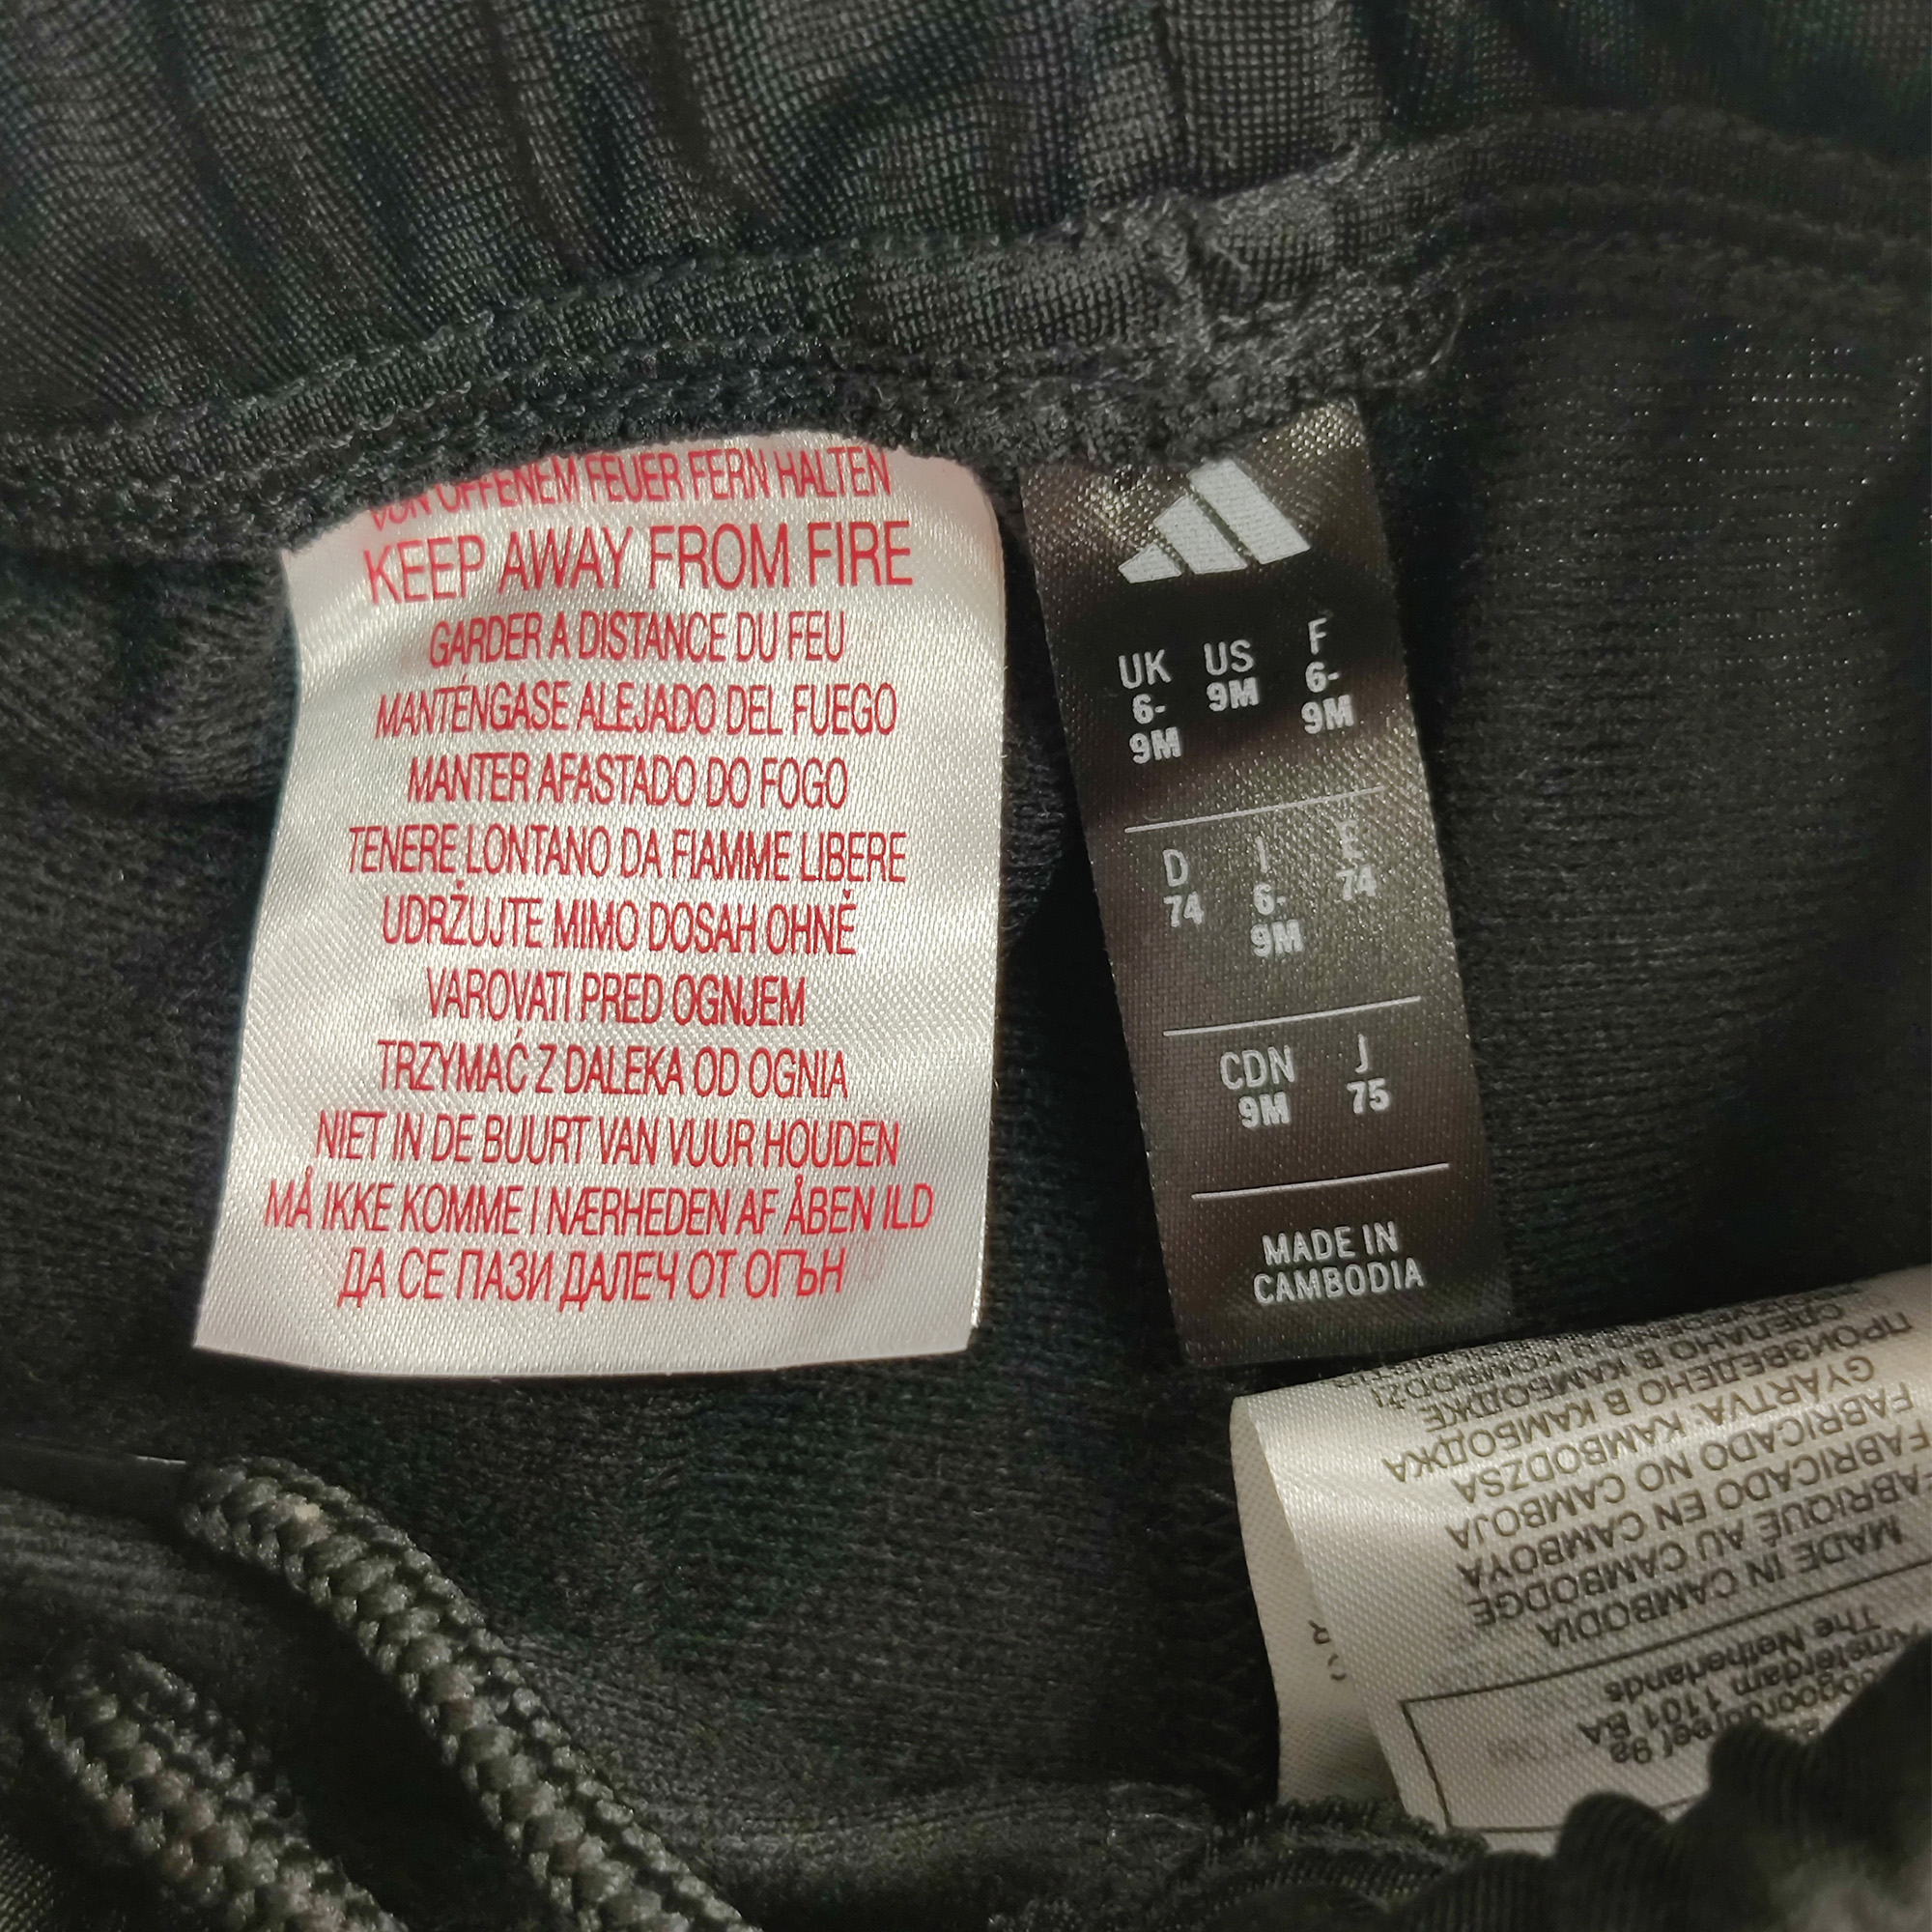 VON OFFENEM FEUER FERN HALTEN
KEEP AWAY FROM FIRE
GARDER A DISTANCE DU FEU
MANTÉNGASE ALEJADO DEL FUEGO
MANTER AFASTADO DO FOGO
TENERE LONTANO DA FIAMME LIBERE
UDRŽUJTE MIMO DOSAH OHNĚ
VAROVATI PRED OGNJEM
TRZYMAĆ Z DALEKA OD OGNIA
NIET IN DE BUURT VAN VUUR HOUDEN
MÅ IKKE KOMME I NÆRHEDEN AF ÅBEN ILD
ДА СЕ ПАЗИ ДАЛЕЧ ОТ ОГЪН
UK US F
6- 9M 6-
9M 9M
D I E
74 6- 74
9M
CDN J
9M 75
MADE IN
CAMBODIA
The Netherlands
Amsterdam 1101 BA
MADE IN CAMBODIA
FABRIQUÉ AU CAMBODGE
FABRICADO EN CAMBOYA
FABRICADO NO CAMBOJA
GYÁRTVA: KAMBODZSA
ПРОИЗВЕДЕНО В КАМБОДЖА
СДЕЛАНО В КАМБОДЖЕ